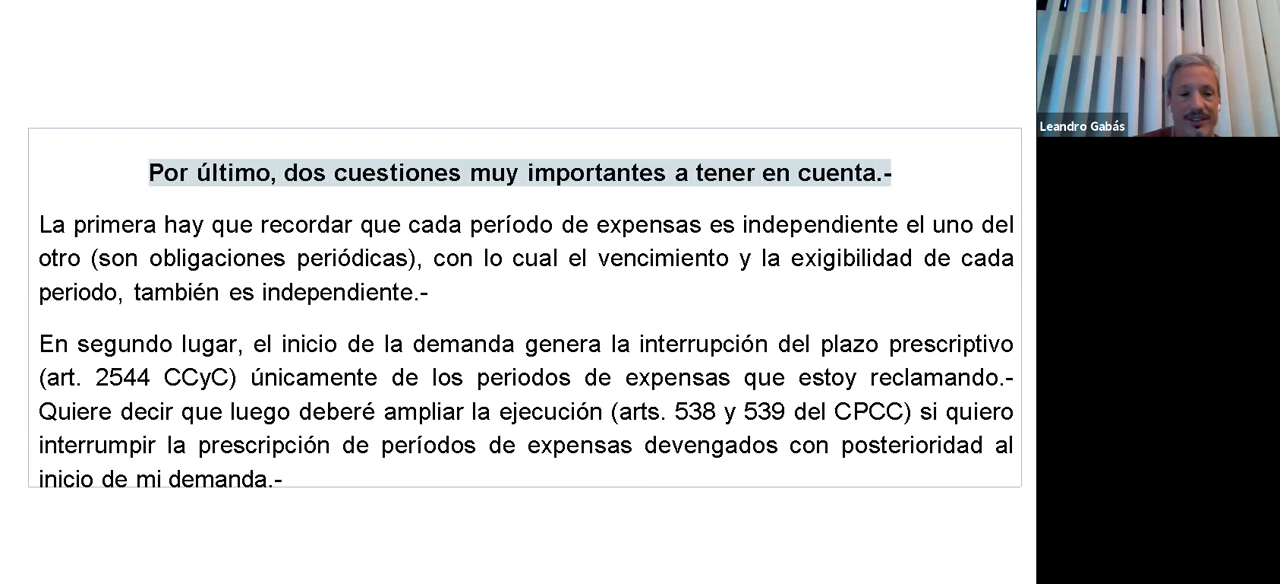 Por último, dos cuestiones muy importantes a tener en cuenta.-
La primera hay que recordar que cada período de expensas es independiente el uno del
otro (son obligaciones periódicas), con lo cual el vencimiento y la exigibilidad de cada
periodo, también es independiente.-
En segundo lugar, el inicio de la demanda genera la interrupción del plazo prescriptivo
(art. 2544 CCyC) únicamente de los periodos de expensas que estoy reclamando.-
Quiere decir que luego deberé ampliar la ejecución (arts. 538 y 539 del CPCC) si quiero
interrumpir la prescripción de períodos de expensas devengados con posterioridad al
inicio de mi demanda.-
Leandro Gabás